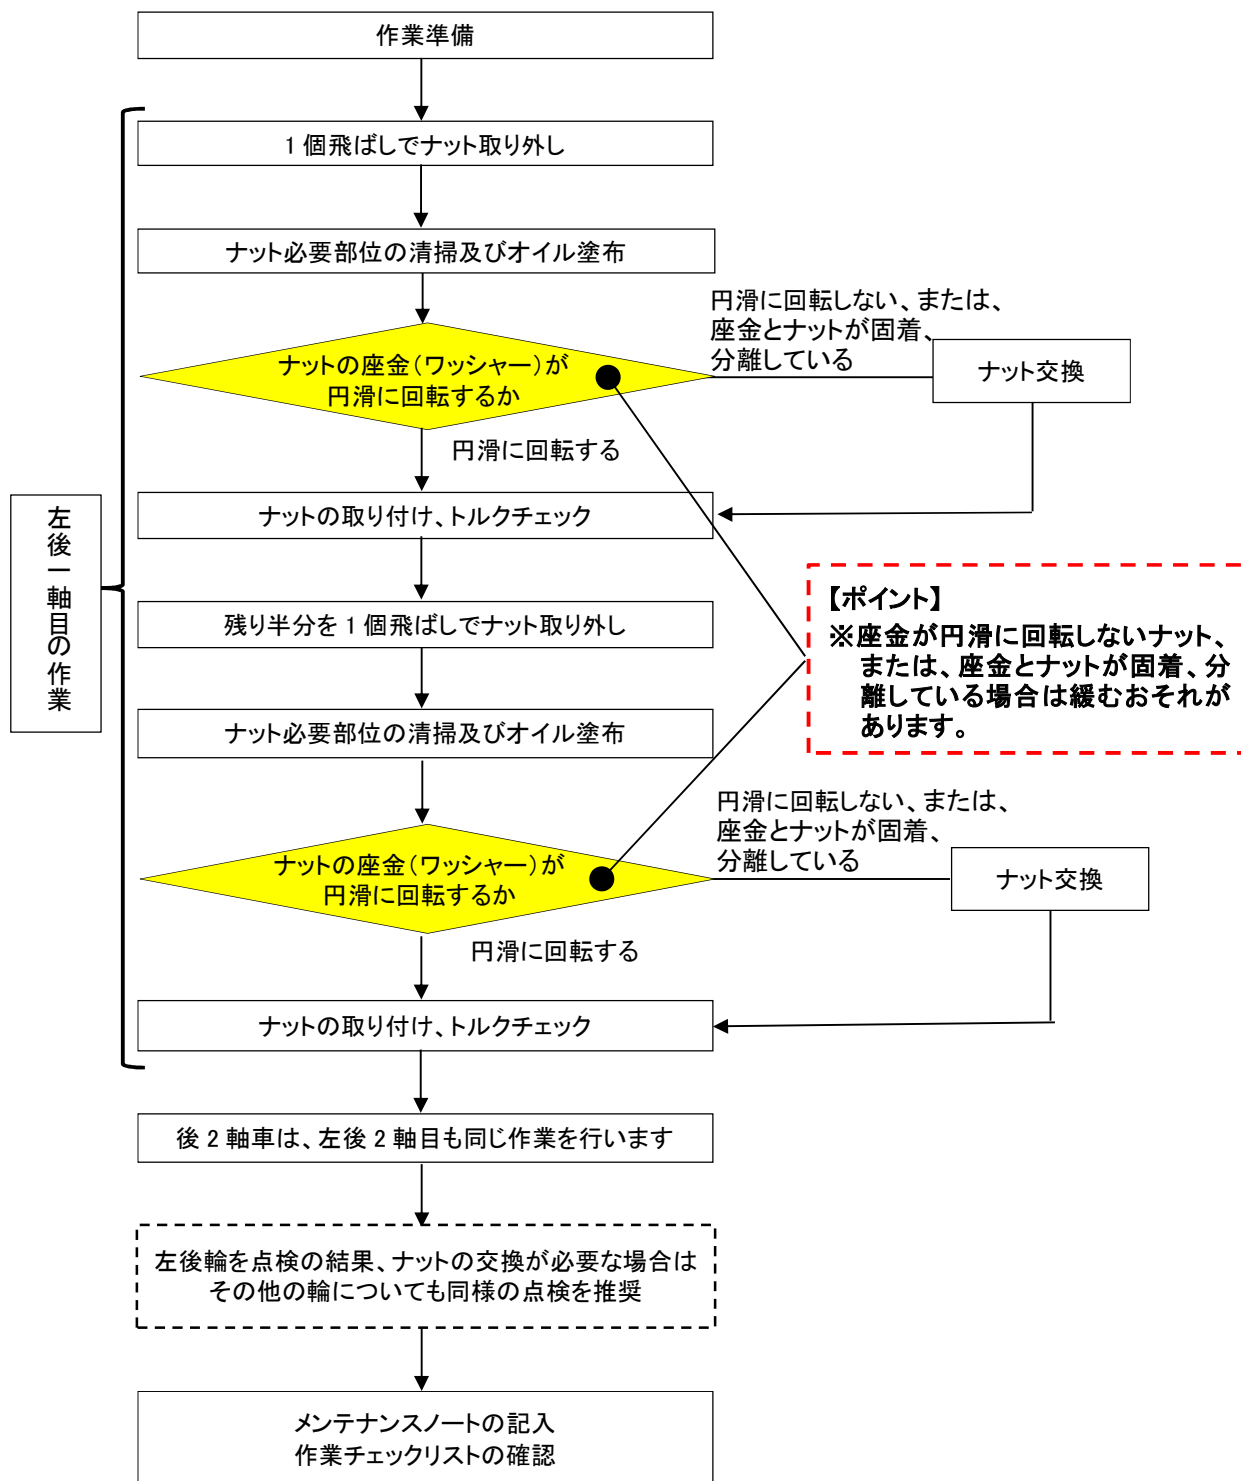 作業準備
1個飛ばしでナット取り外し
ナット必要部位の清掃及びオイル塗布
円滑に回転しない、または、
座金とナットが固着、
分離している
ナットの座金（ワッシャー）が
円滑に回転するか
ナット交換
円滑に回転する
ナットの取り付け、トルクチェック
左後一軸目の作業
残り半分を1個飛ばしでナット取り外し
【ポイント】
※座金が円滑に回転しないナット、
または、座金とナットが固着、分
離している場合は緩むおそれが
あります。
ナット必要部位の清掃及びオイル塗布
円滑に回転しない、または、
座金とナットが固着、
分離している
ナットの座金（ワッシャー）が
円滑に回転するか
ナット交換
円滑に回転する
ナットの取り付け、トルクチェック
後2軸車は、左後2軸目も同じ作業を行います
左後輪を点検の結果、ナットの交換が必要な場合は
その他の輪についても同様の点検を推奨
メンテナンスノートの記入
作業チェックリストの確認